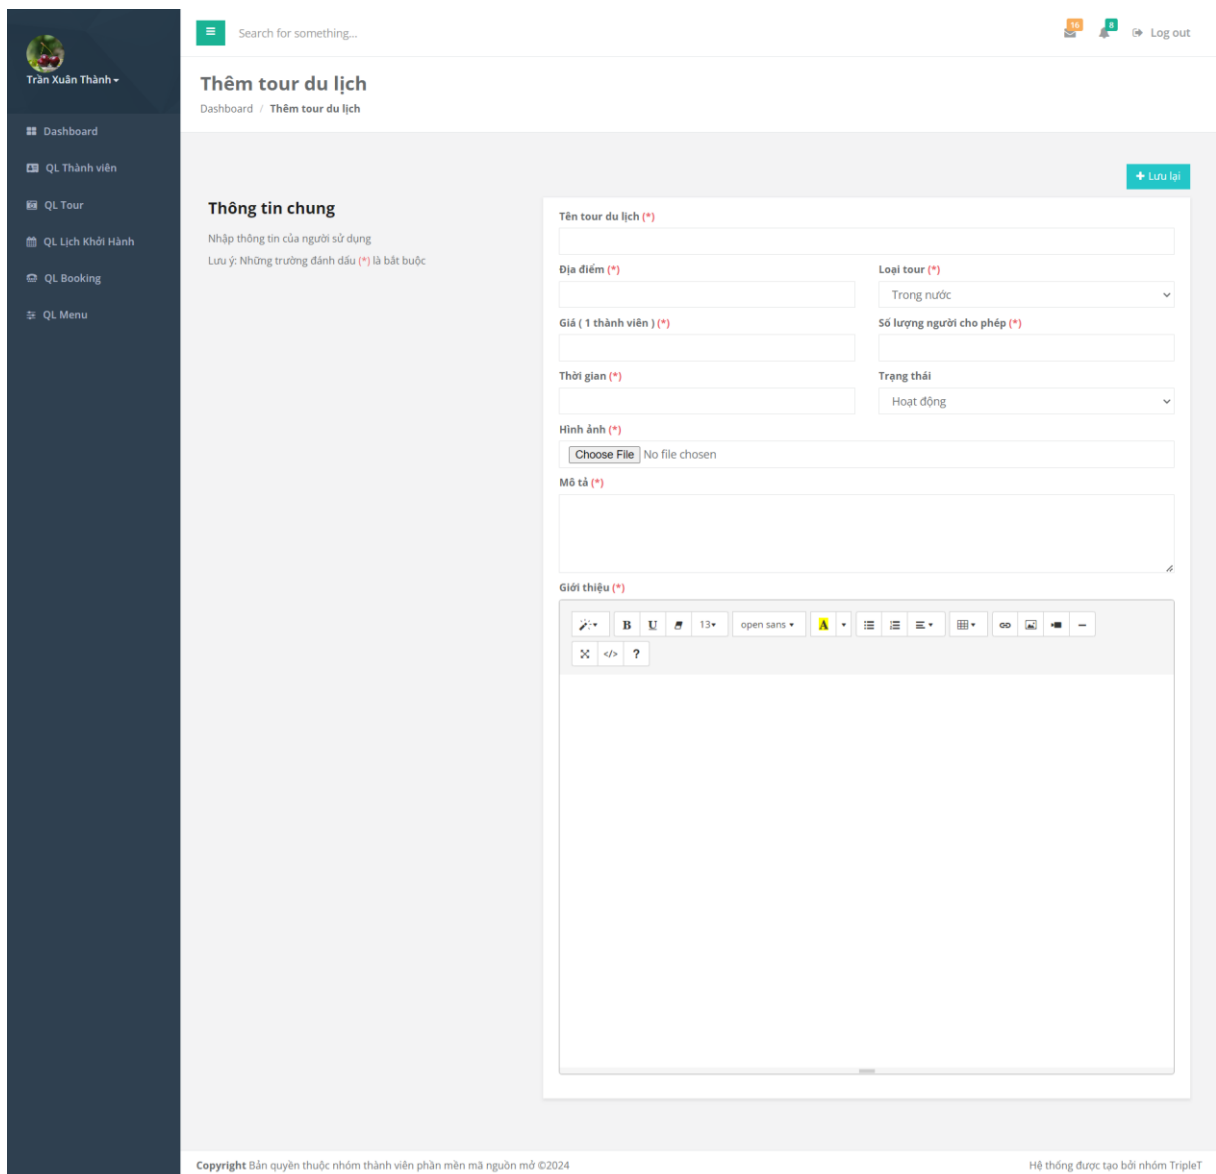 Search for something...
16
8
Log out
Trần Xuân Thành
Thêm tour du lịch
Dashboard / Thêm tour du lịch
Dashboard
QL Thành viên
QL Tour
QL Lịch Khởi Hành
QL Booking
QL Menu
Lưu lại
Thông tin chung
Nhập thông tin của người sử dụng
Lưu ý: Những trường đánh dấu (*) là bắt buộc
Tên tour du lịch (*)
Địa điểm (*)
Loại tour (*)
Trong nước
Giá ( 1 thành viên ) (*)
Số lượng người cho phép (*)
Thời gian (*)
Trạng thái
Hoạt động
Hình ảnh (*)
Choose File No file chosen
Mô tả (*)
Giới thiệu (*)
B U 13 open sans A
</> ?
Copyright Bản quyền thuộc nhóm thành viên phần mền mã nguồn mở ©2024
Hệ thống được tạo bởi nhóm TripleT